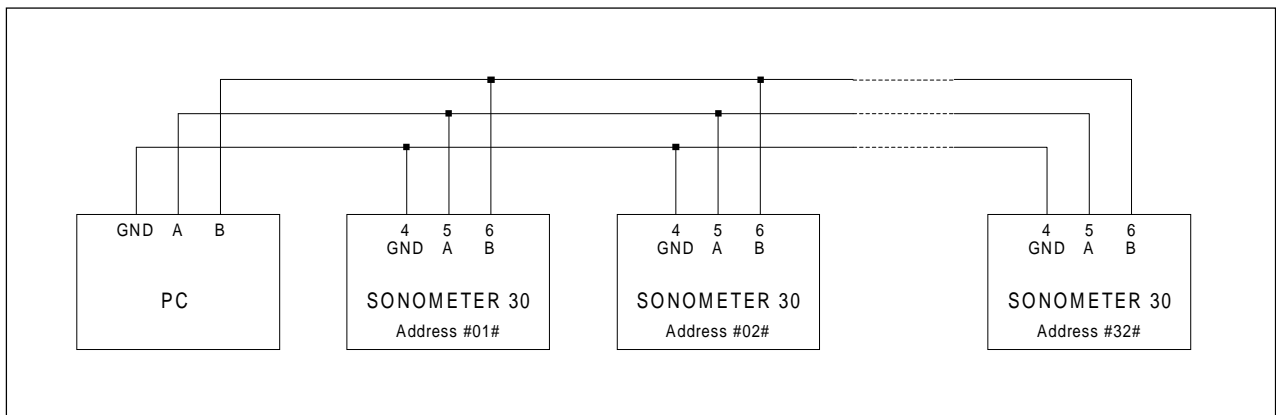 GND A B
PC
4 5 6
GND A B
SONOMETER 30
Address #01#
4 5 6
GND A B
SONOMETER 30
Address #02#
4 5 6
GND A B
SONOMETER 30
Address #32#